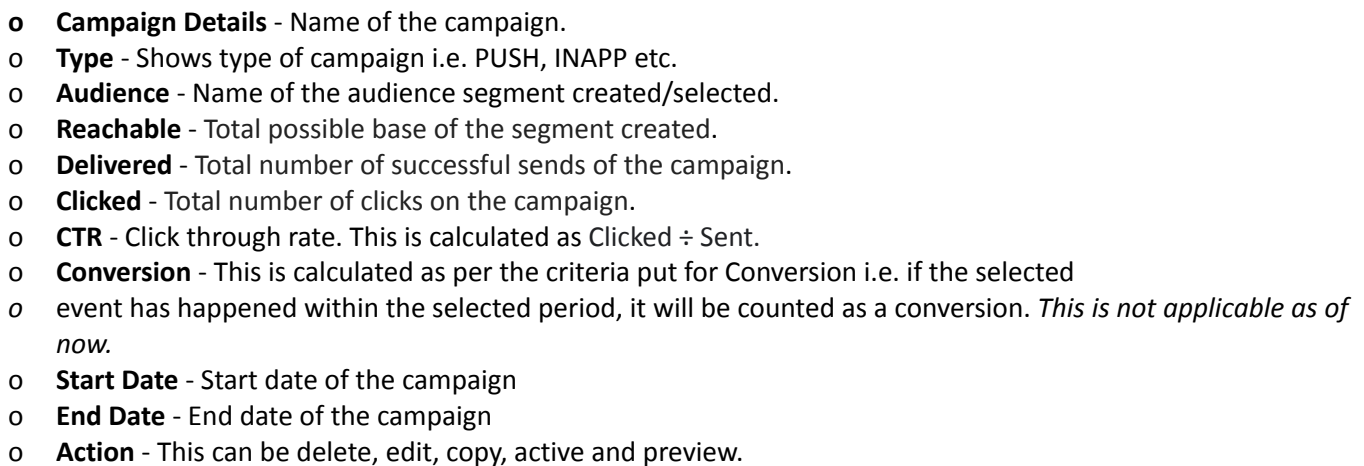 o Campaign Details - Name of the campaign.
o Type - Shows type of campaign i.e. PUSH, INAPP etc.
o Audience - Name of the audience segment created/selected.
o Reachable - Total possible base of the segment created.
o Delivered - Total number of successful sends of the campaign.
o Clicked - Total number of clicks on the campaign.
o CTR - Click through rate. This is calculated as Clicked ÷ Sent.
o Conversion - This is calculated as per the criteria put for Conversion i.e. if the selected
o event has happened within the selected period, it will be counted as a conversion. This is not applicable as of
now.
o Start Date - Start date of the campaign
o End Date - End date of the campaign
o Action - This can be delete, edit, copy, active and preview.